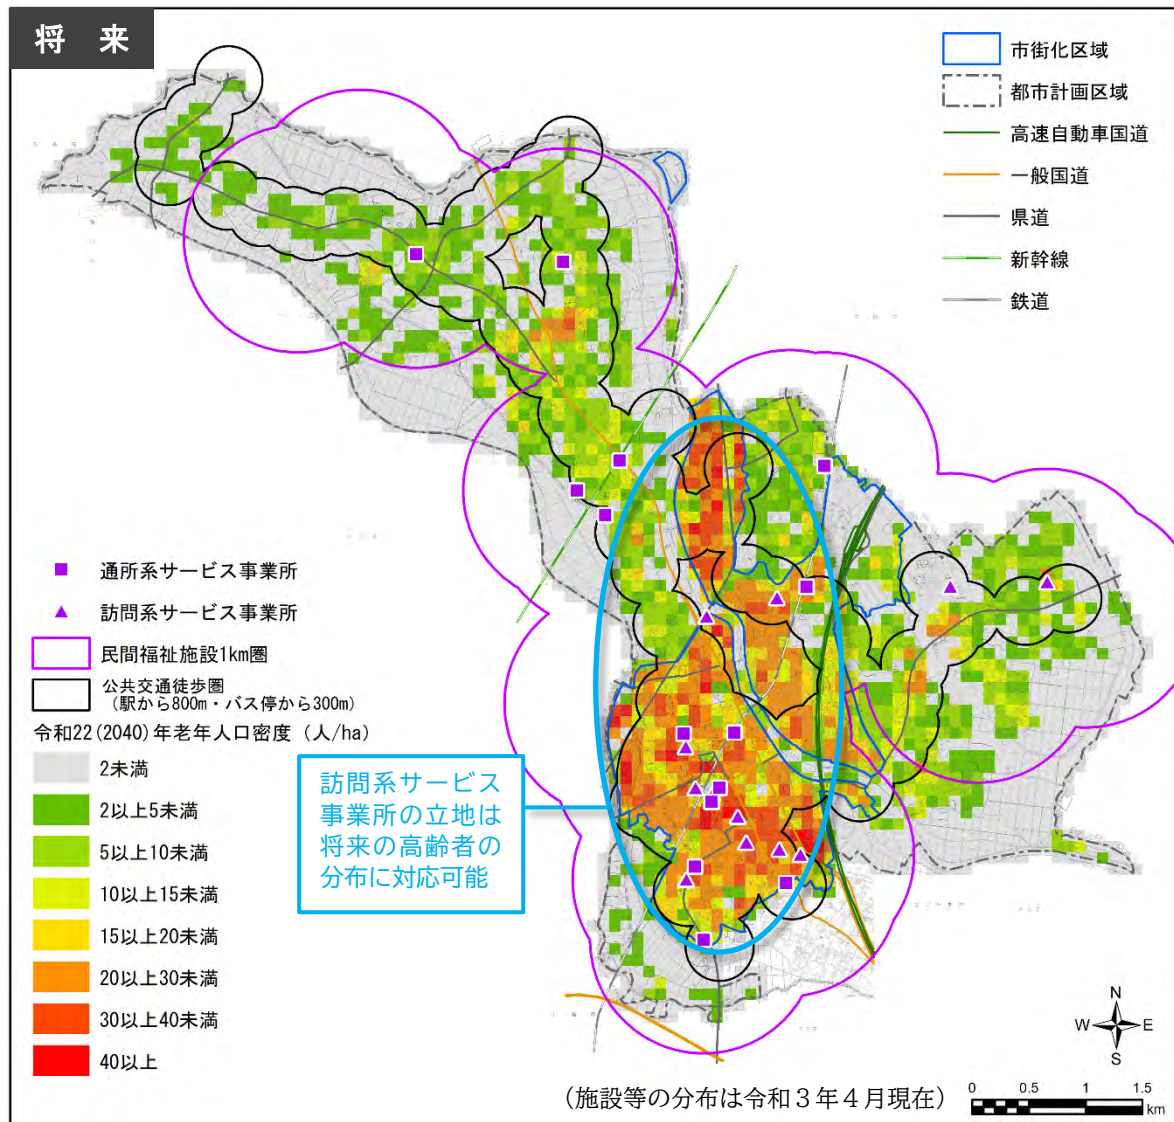 将 来
市街化区域
都市計画区域
高速自動車国道
一般国道
県道
新幹線
鉄道
通所系サービス事業所
訪問系サービス事業所
民間福祉施設1km圏
公共交通徒歩圏
(駅から800m・バス停から300m)
令和22(2040)年老年人口密度 (人/ha)
2未満
2以上5未満
5以上10未満
10以上15未満
15以上20未満
20以上30未満
30以上40未満
40以上
訪問系サービス
事業所の立地は
将来の高齢者の
分布に対応可能
N
W E
S
(施設等の分布は令和3年4月現在)
0 0.5 1 1.5
km